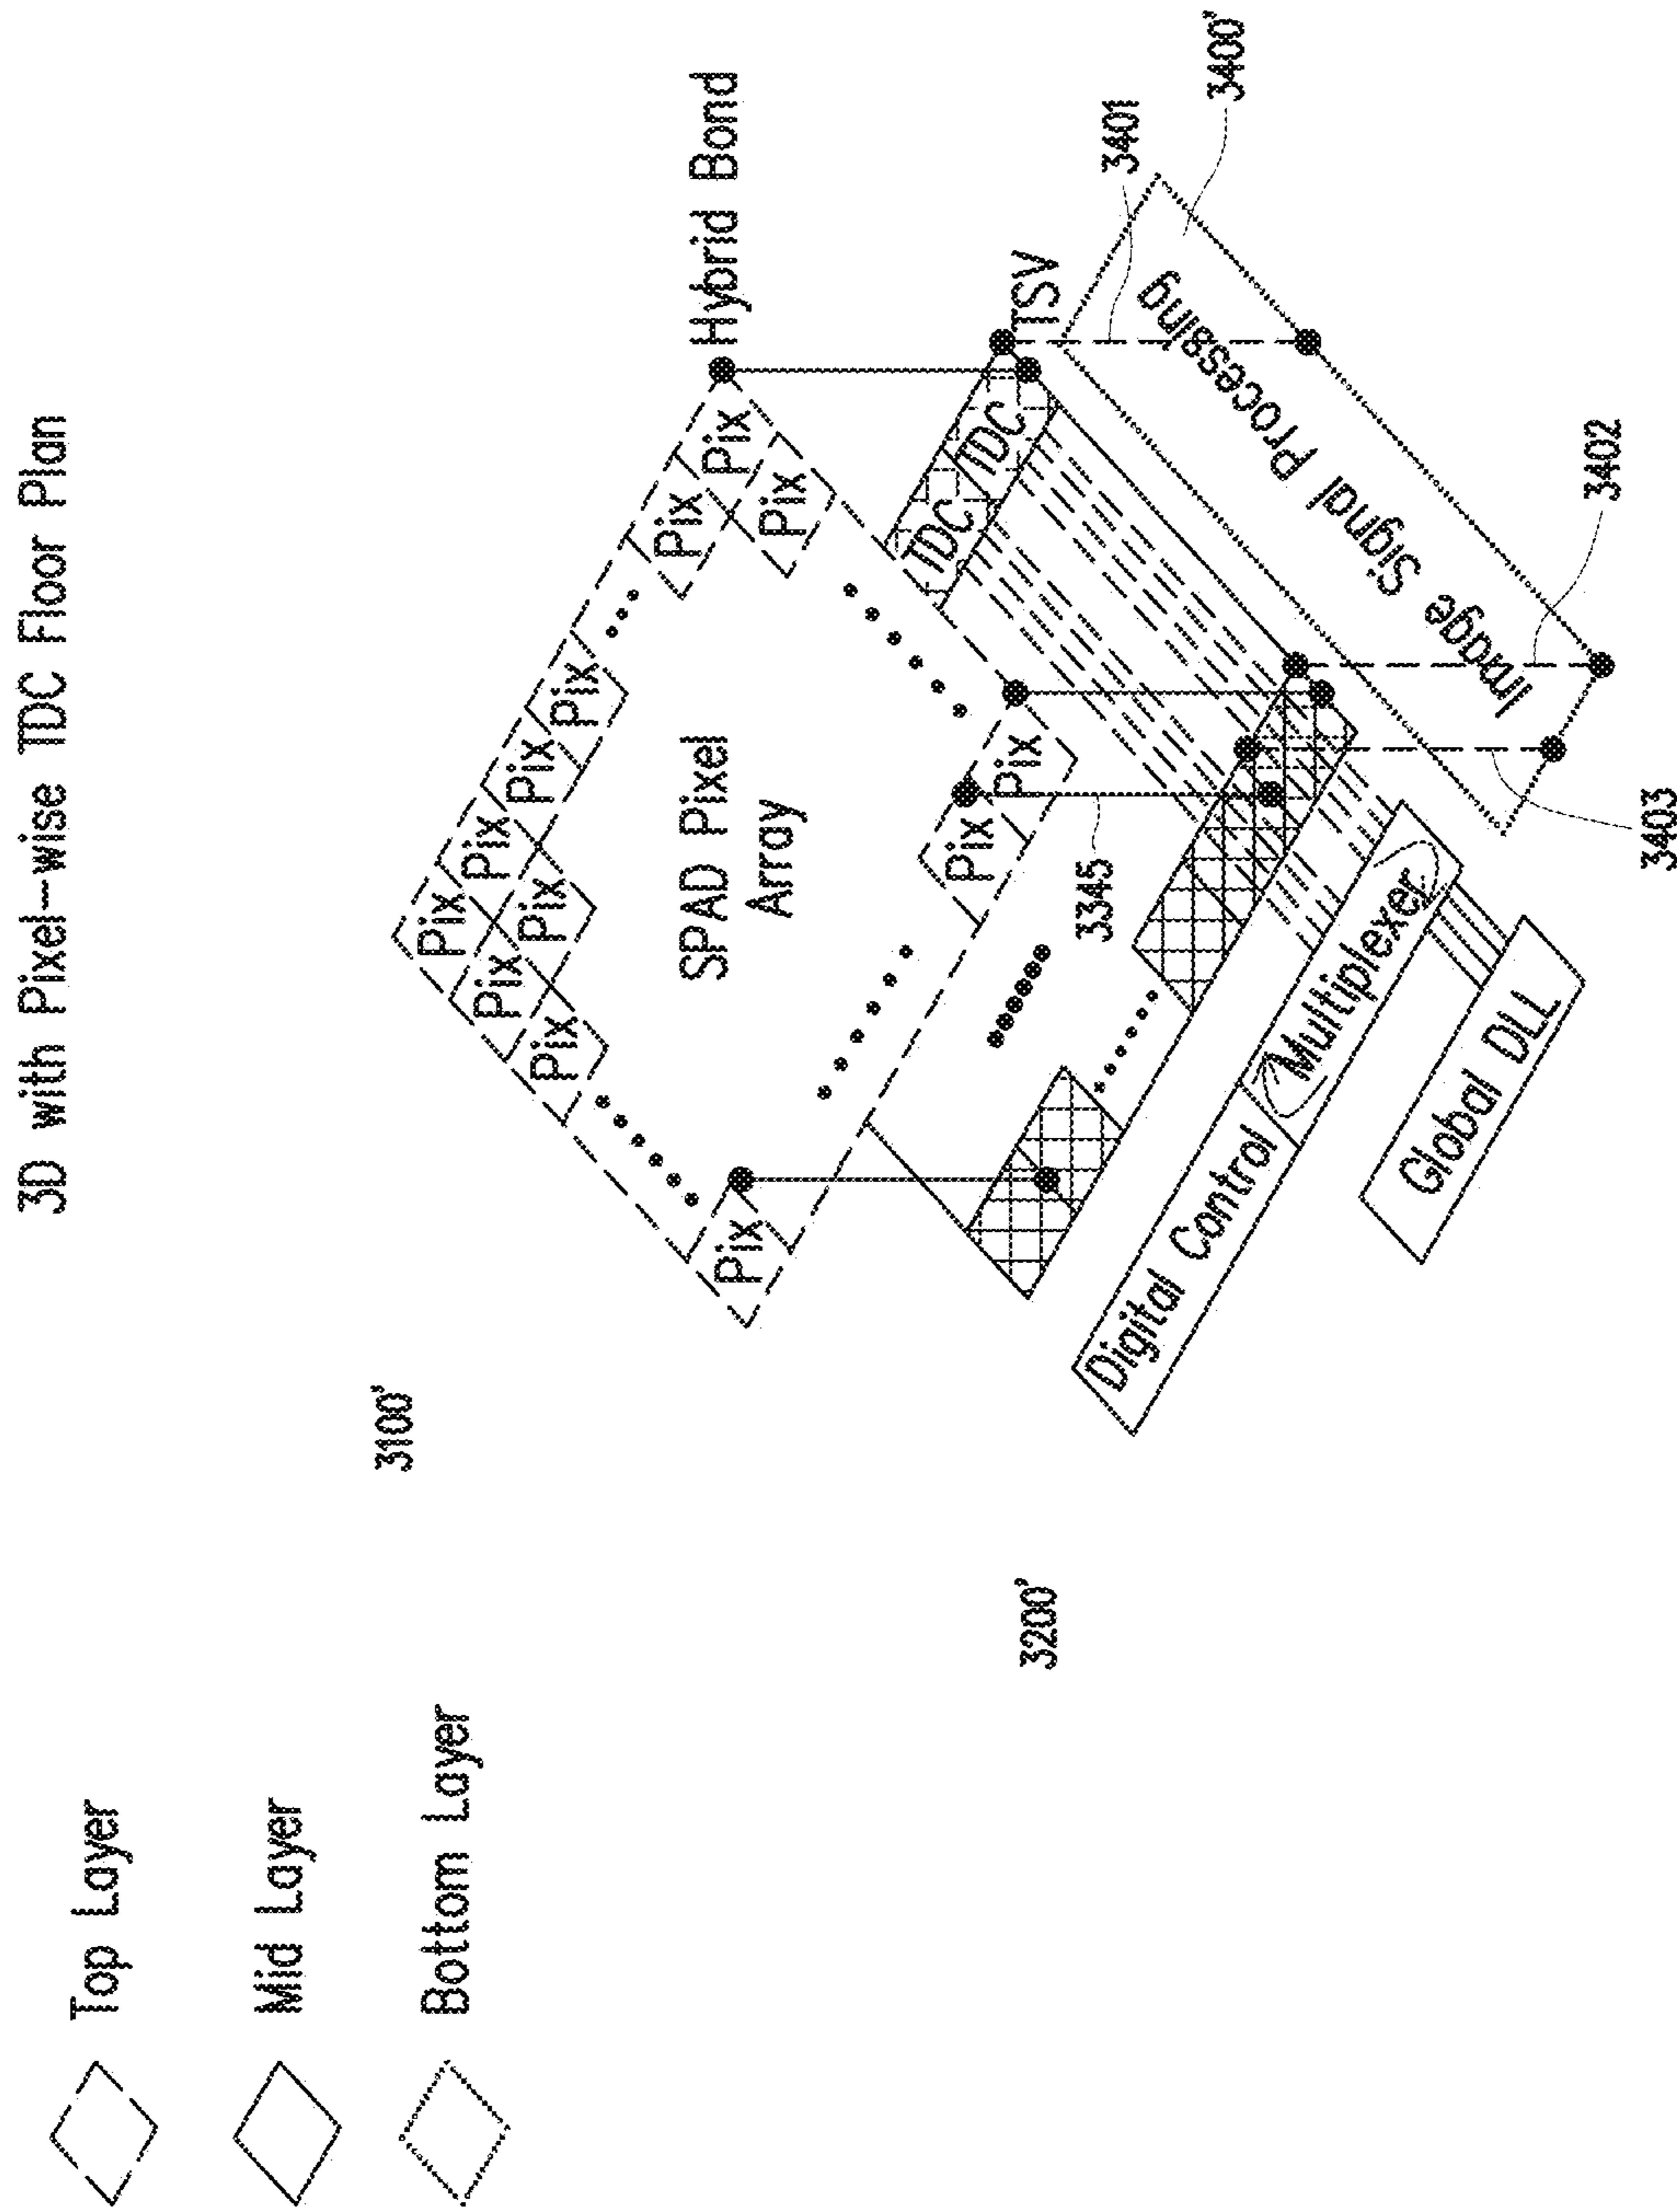 3D with Pixel-wise TDC Floor Plan
Top Layer
Mid Layer
Bottom Layer
3100'
3200'
Pix
Pix
Pix
Pix
Pix
Pix
Pix
Pix
Pix
Pix
Pix
Pix
Pix
SPAD Pixel
Array
Hybrid Bond
TDC
TDC
TSV
3345
3401
3400'
3402
3403
Image Signal Processing
Digital Control
Multiplexer
Global DLL